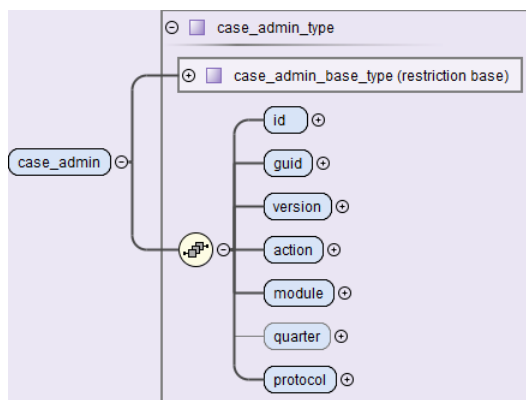 case_admin_type
case_admin_base_type (restriction base)
id
guid
case_admin
version
action
module
quarter
protocol